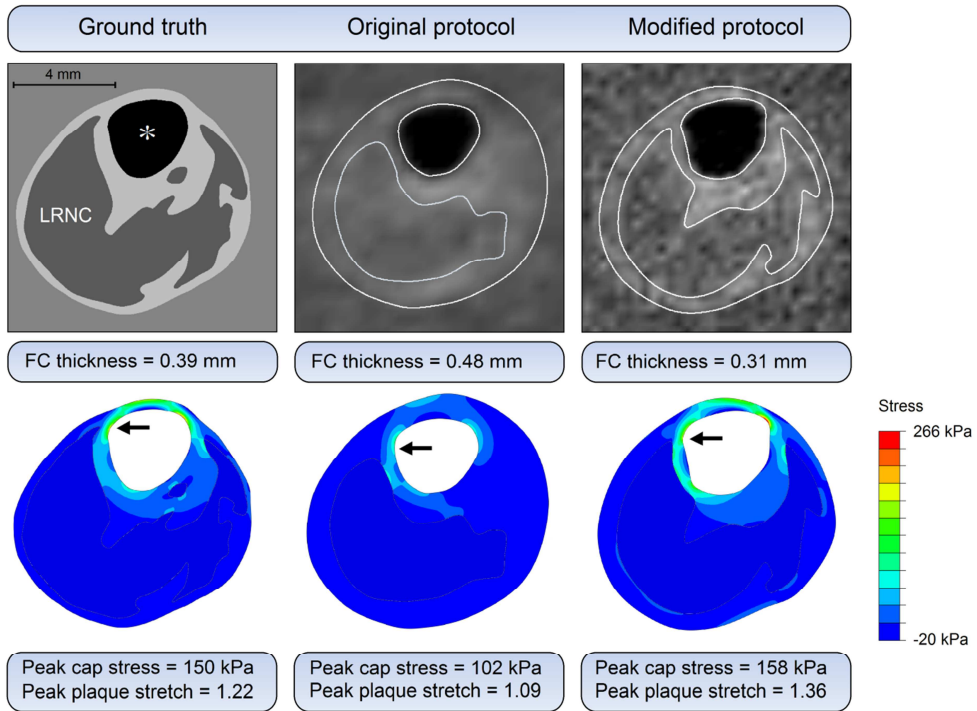 Ground truth
Original protocol
Modified protocol
4 mm
*
LRNC
FC thickness = 0.39 mm
FC thickness = 0.48 mm
FC thickness = 0.31 mm
Stress
266 kPa
-20 kPa
Peak cap stress = 150 kPa
Peak plaque stretch = 1.22
Peak cap stress = 102 kPa
Peak plaque stretch = 1.09
Peak cap stress = 158 kPa
Peak plaque stretch = 1.36